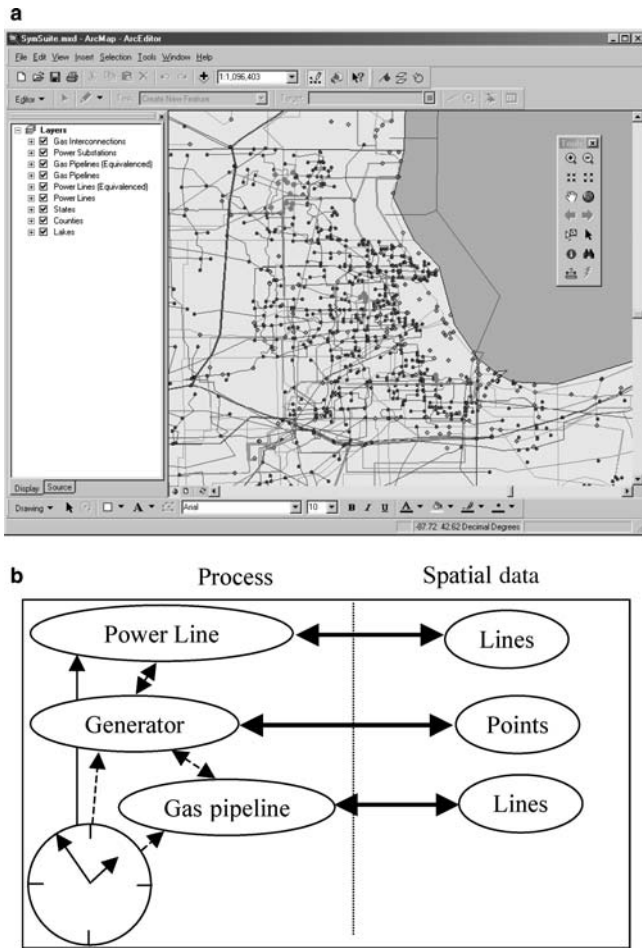 a
SymSuite.mxd - ArcMap - ArcEditor
File Edit View Insert Selection Tools Window Help
1:1,096,403
Editor Task: Create New Feature Target:
Layers
Gas Interconnections
Power Substations
Gas Pipelines (Equivalenced)
Gas Pipelines
Power Lines (Equivalenced)
Power Lines
States
Counties
Lakes
Display Source
Drawing A Arial 10 B I U A
-87.72 42.62 Decimal Degrees
b
Process Spatial data
Power Line Lines
Generator Points
Gas pipeline Lines